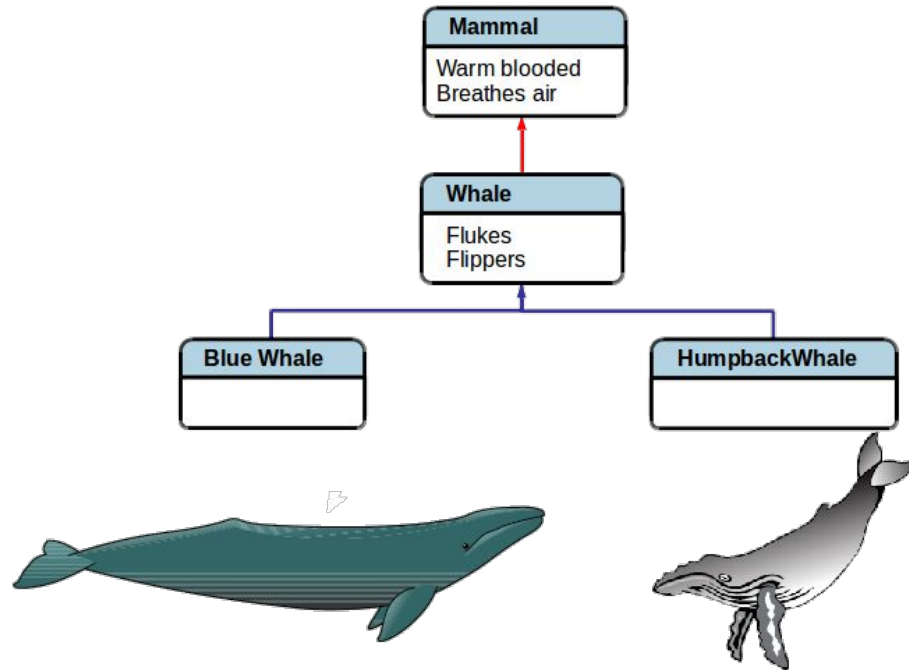 Mammal
Warm blooded
Breathes air
Whale
Flukes
Flippers
Blue Whale
HumpbackWhale